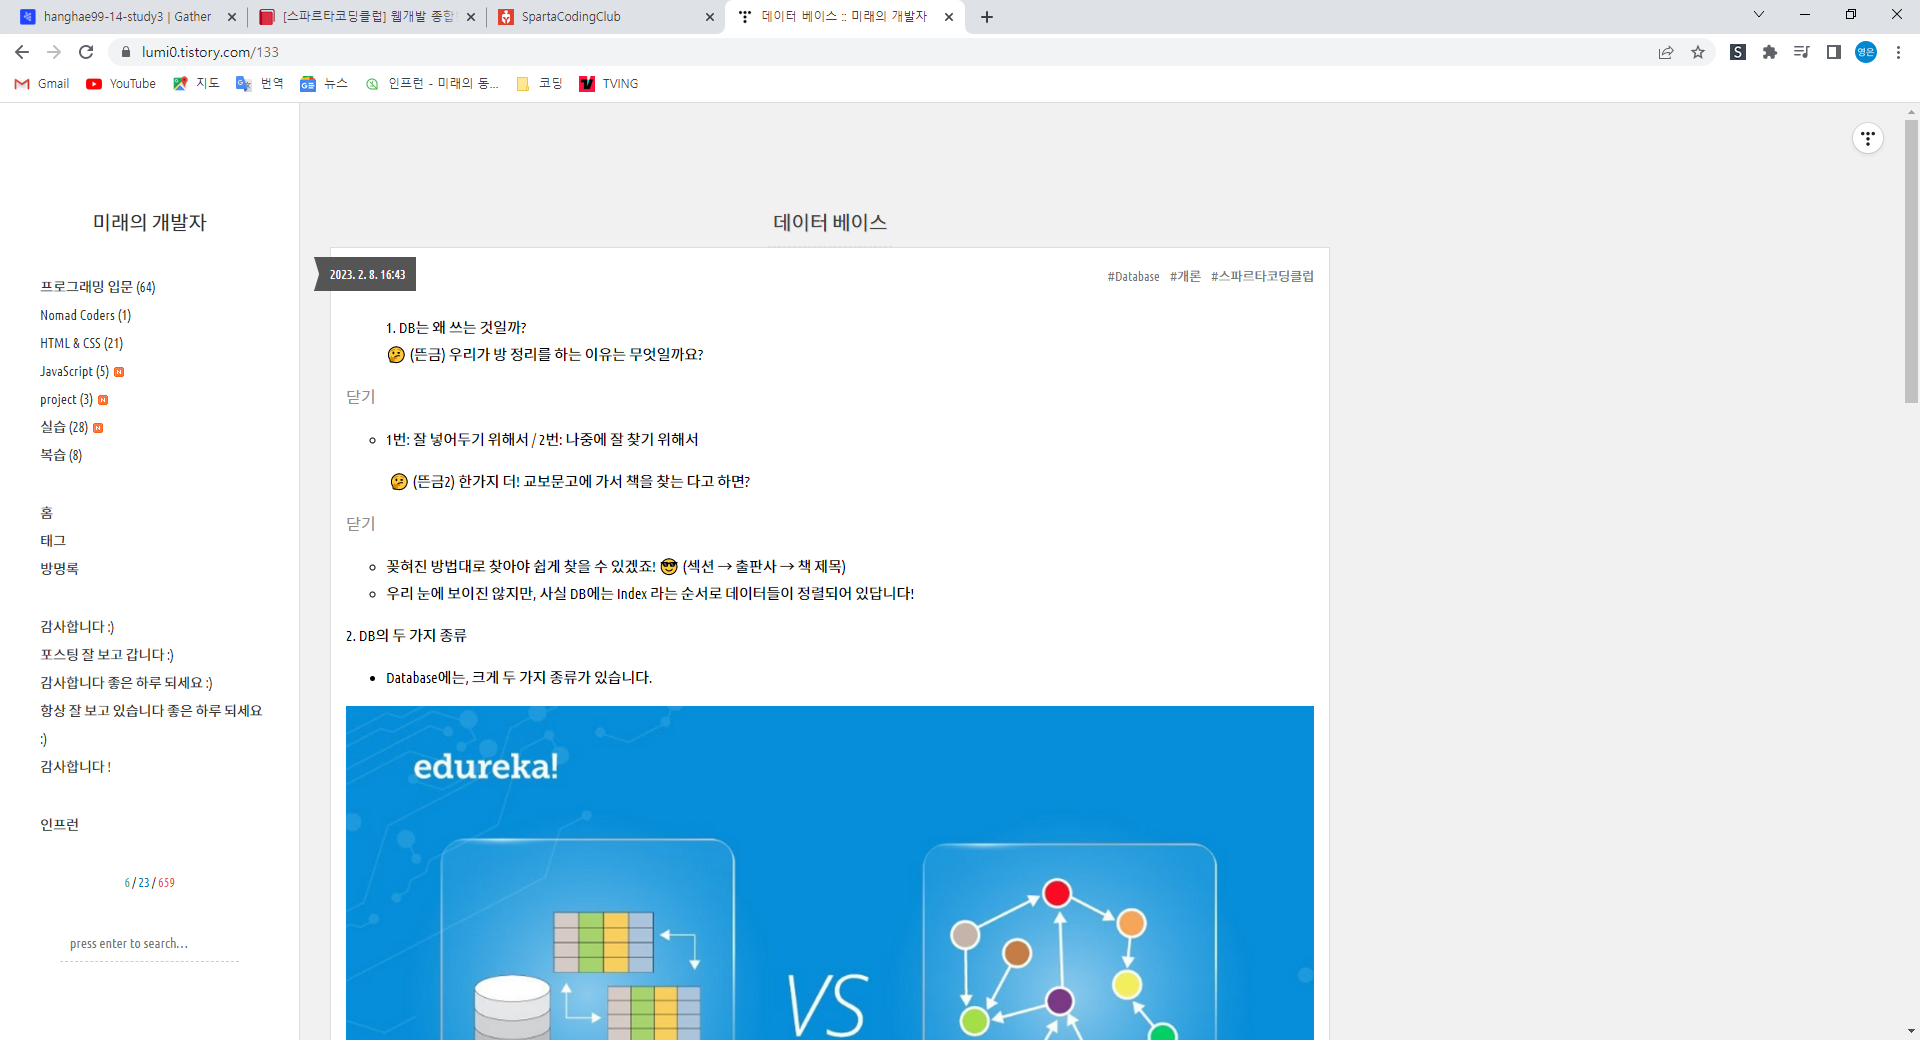 hanghae99-14-study3 | Gather
[스파르타코딩클럽] 웹개발 종합
SpartaCodingClub
데이터 베이스 :: 미래의 개발자
lumi0.tistory.com/133
영은
Gmail
YouTube
지도
번역
뉴스
인프런 - 미래의 동...
코딩
TVING
미래의 개발자
프로그래밍 입문 (64)
Nomad Coders (1)
HTML & CSS (21)
JavaScript (5) N
project (3) N
실습 (28) N
복습 (8)
홈
태그
방명록
감사합니다 :)
포스팅 잘 보고 갑니다 :)
감사합니다 좋은 하루 되세요 :)
항상 잘 보고 있습니다 좋은 하루 되세요
:)
감사합니다 !
인프런
6 / 23 / 659
press enter to search...
데이터 베이스
2023. 2. 8. 16:43
#Database #개론 #스파르타코딩클럽
1. DB는 왜 쓰는 것일까?
🤔 (뜬금) 우리가 방 정리를 하는 이유는 무엇일까요?
닫기
1번: 잘 넣어두기 위해서 / 2번: 나중에 잘 찾기 위해서
🤔 (뜬금2) 한가지 더! 교보문고에 가서 책을 찾는 다고 하면?
닫기
꽂혀진 방법대로 찾아야 쉽게 찾을 수 있겠죠! 😎 (섹션 → 출판사 → 책 제목)
우리 눈에 보이진 않지만, 사실 DB에는 Index 라는 순서로 데이터들이 정렬되어 있답니다!
2. DB의 두 가지 종류
Database에는, 크게 두 가지 종류가 있습니다.
edureka!
VS